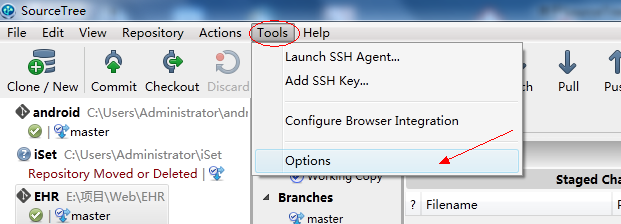 SourceTree
File Edit View Repository Actions Tools Help
Clone / New Commit Checkout Discard Pull Push
Launch SSH Agent...
Add SSH Key...
Configure Browser Integration
Options
android C:\Users\Administrator\andr
master
iSet C:\Users\Administrator\iSet
Repository Moved or Deleted |
EHR E:\项目\Web\EHR
master
Working Copy
Branches
master
Staged Cha
? Filename